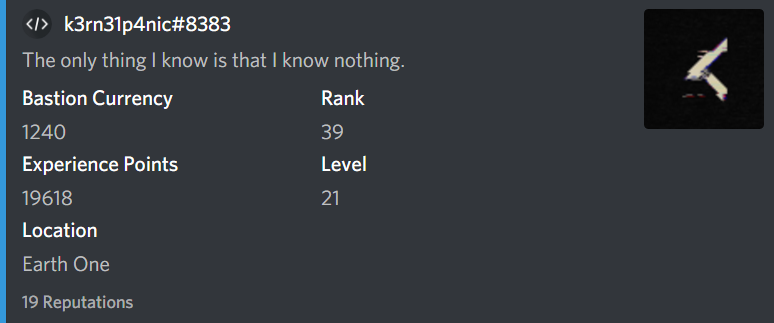 k3rn31p4nic#8383
The only thing I know is that I know nothing.
Bastion Currency Rank
1240 39
Experience Points Level
19618 21
Location
Earth One
19 Reputations